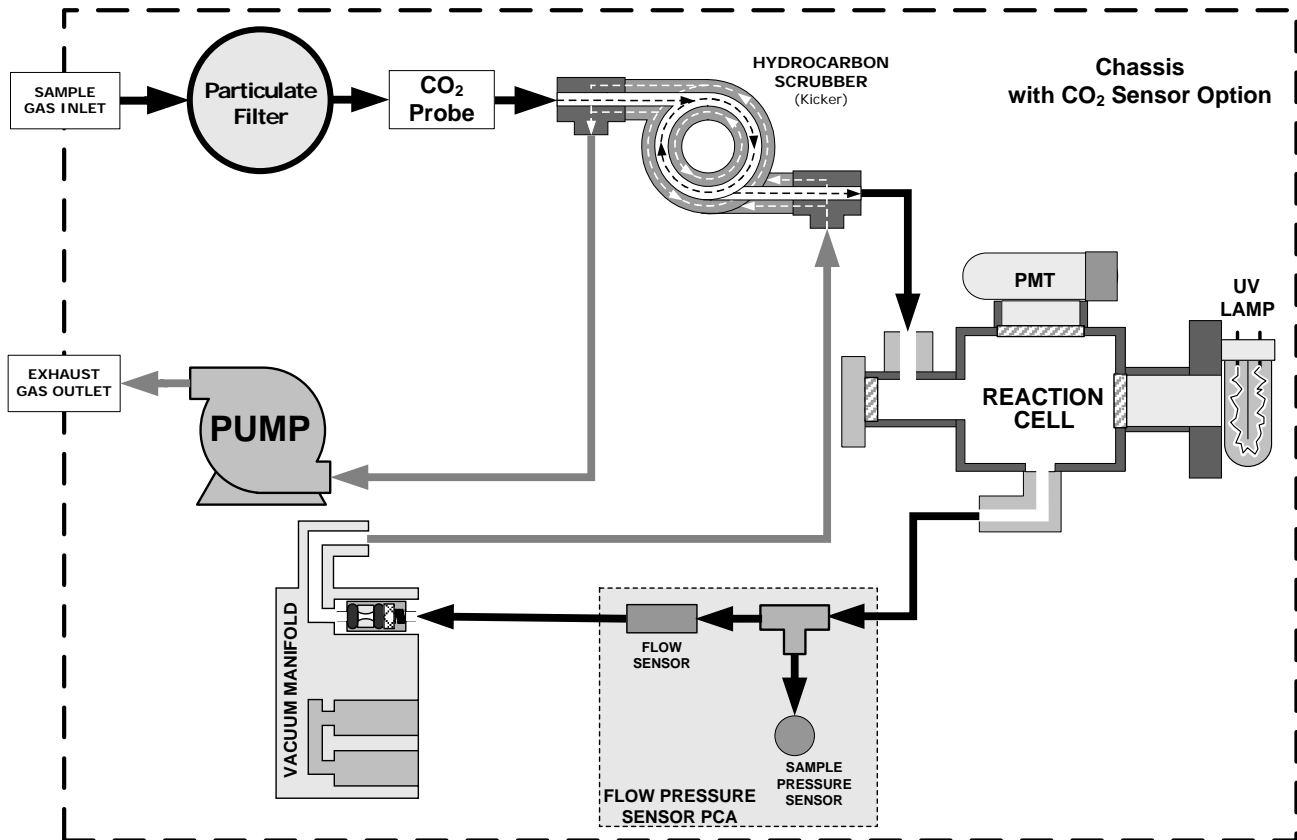 SAMPLE
GAS INLET
Particulate
Filter
CO₂
Probe
HYDROCARBON
SCRUBBER
(Kicker)
Chassis
with CO₂ Sensor Option
PMT
UV
LAMP
EXHAUST
GAS OUTLET
PUMP
REACTION
CELL
VACUUM MANIFOLD
FLOW
SENSOR
SAMPLE
PRESSURE
SENSOR
FLOW PRESSURE
SENSOR PCA